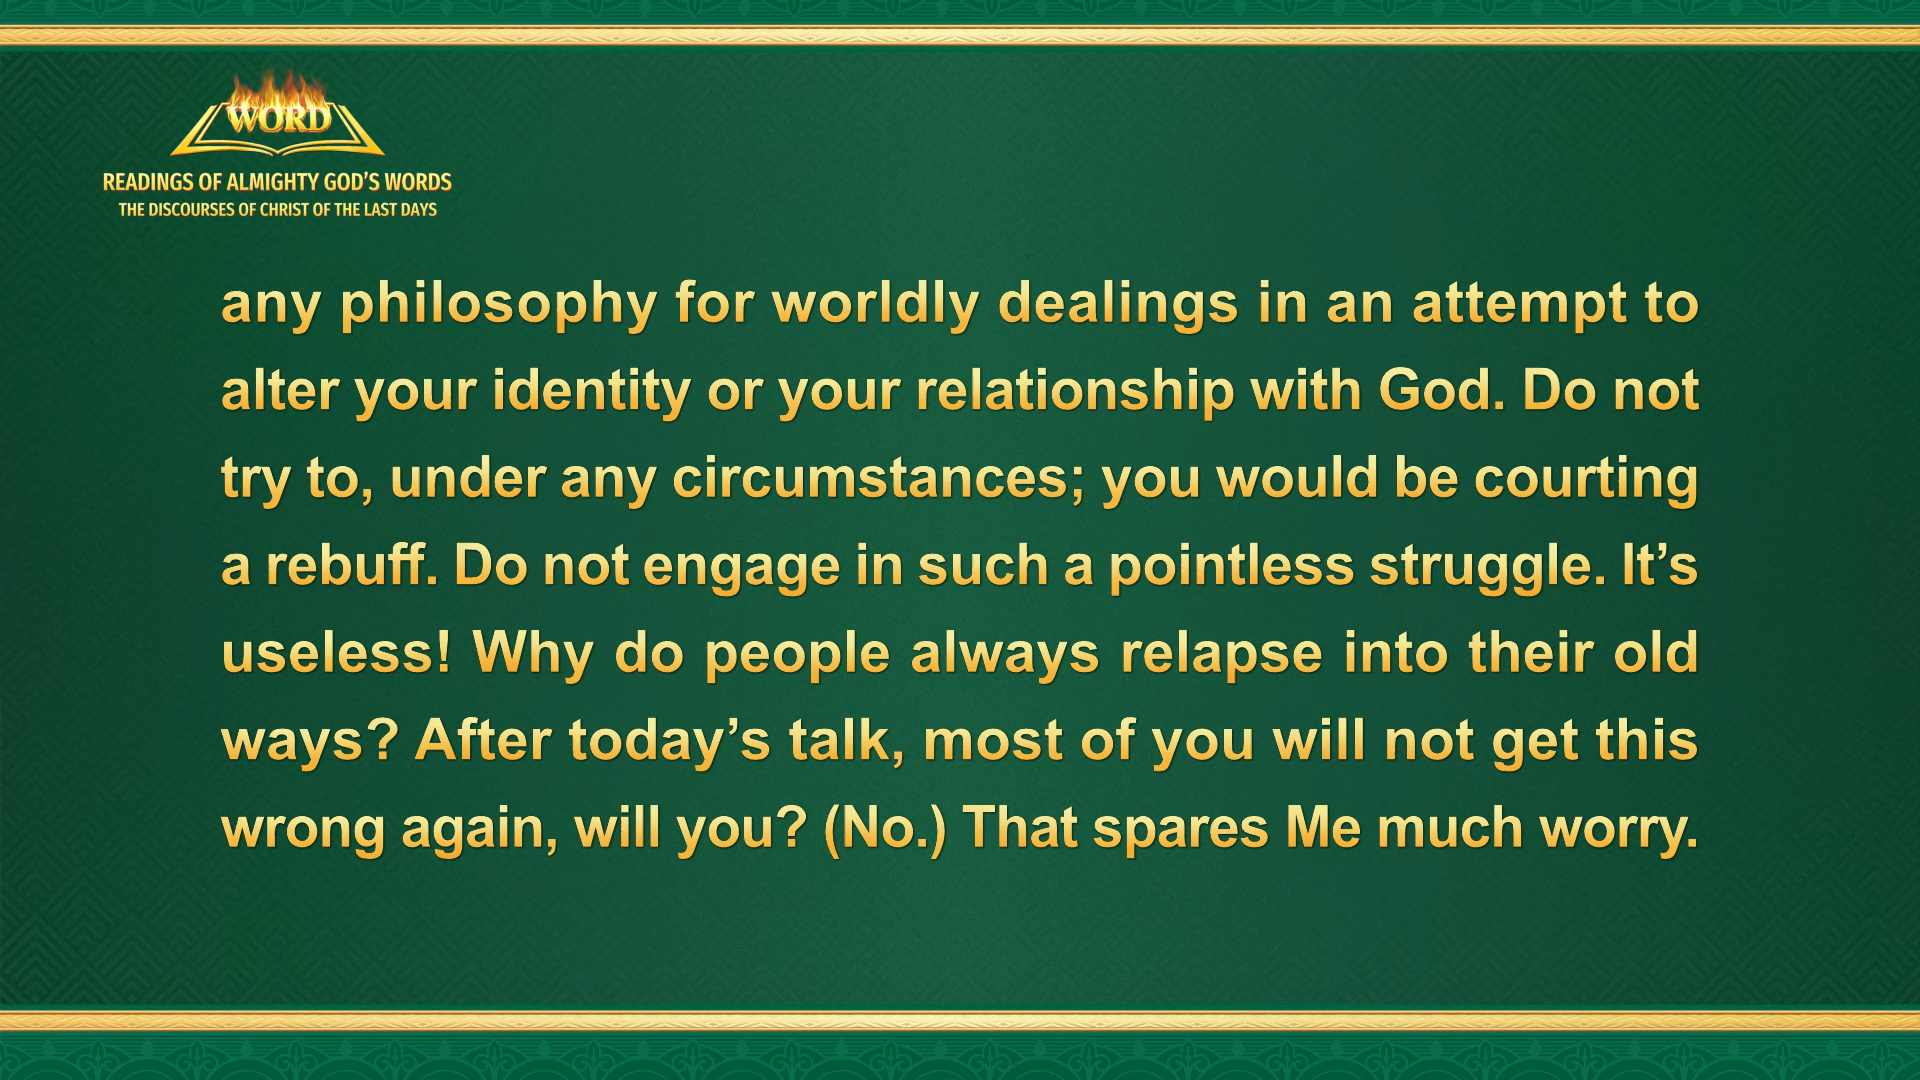 WORD
READINGS OF ALMIGHTY GOD’S WORDS
THE DISCOURSES OF CHRIST OF THE LAST DAYS
any philosophy for worldly dealings in an attempt to
alter your identity or your relationship with God. Do not
try to, under any circumstances; you would be courting
a rebuff. Do not engage in such a pointless struggle. It’s
useless! Why do people always relapse into their old
ways? After today’s talk, most of you will not get this
wrong again, will you? (No.) That spares Me much worry.